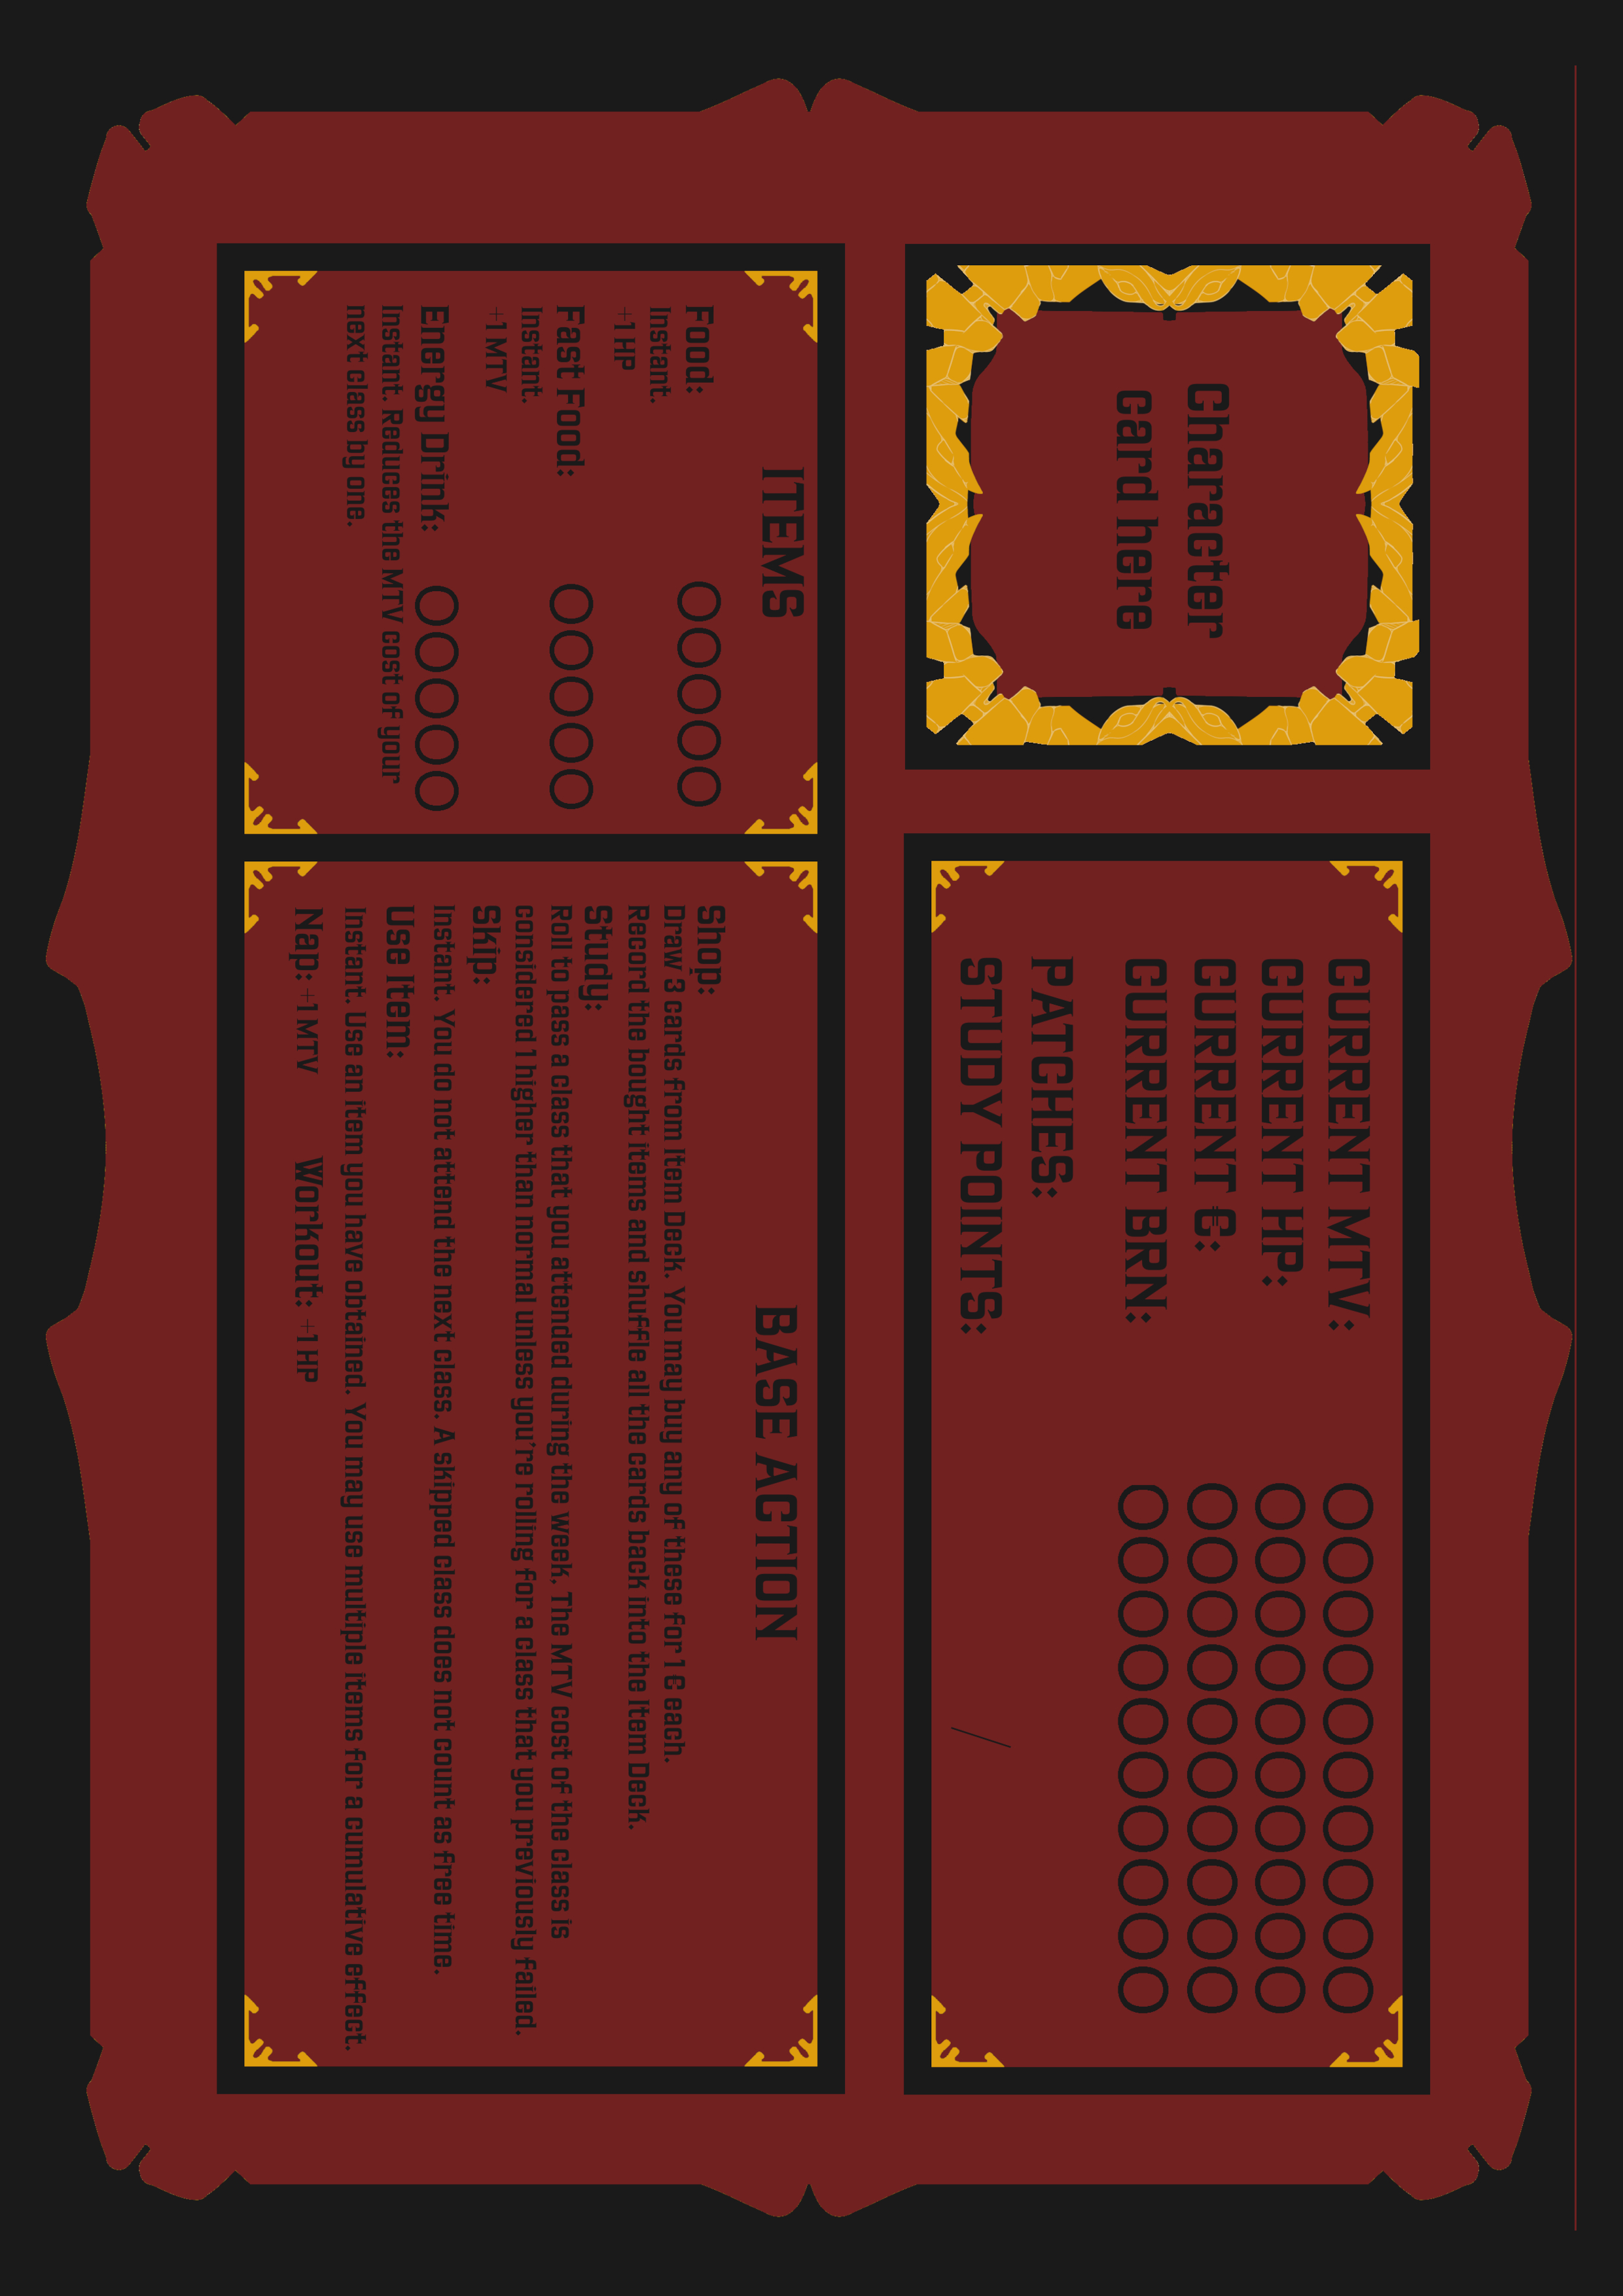 Character
card here
CURRENT MTV:
CURRENT HP:
CURRENT €:
CURRENT BRN:
PATCHES:
STUDY POINTS:
ITEMS
Food:
Instant.
+1 HP
Fast Food:
Instant.
+1 MTV
Energy Drink:
Instant. Reduces the MTV cost of your
next class by one.
BASE ACTION
Shop:
Draw 3 cards from Item Deck. You may buy any of these for 1 € each.
Record the bought items and shuffle all the cards back into the Item Deck.
Study:
Roll to pass a class that you attended during the week. The MTV cost of the class is
considered 1 higher than normal unless you're rolling for a class that you previously failed.
Skip:
Instant. You do not attend the next class. A skipped class does not count as free time.
Use Item:
Instant. Use an item you have obtained. You may use multiple items for a cumulative effect.
Nap: +1 MTV Workout: +1 HP